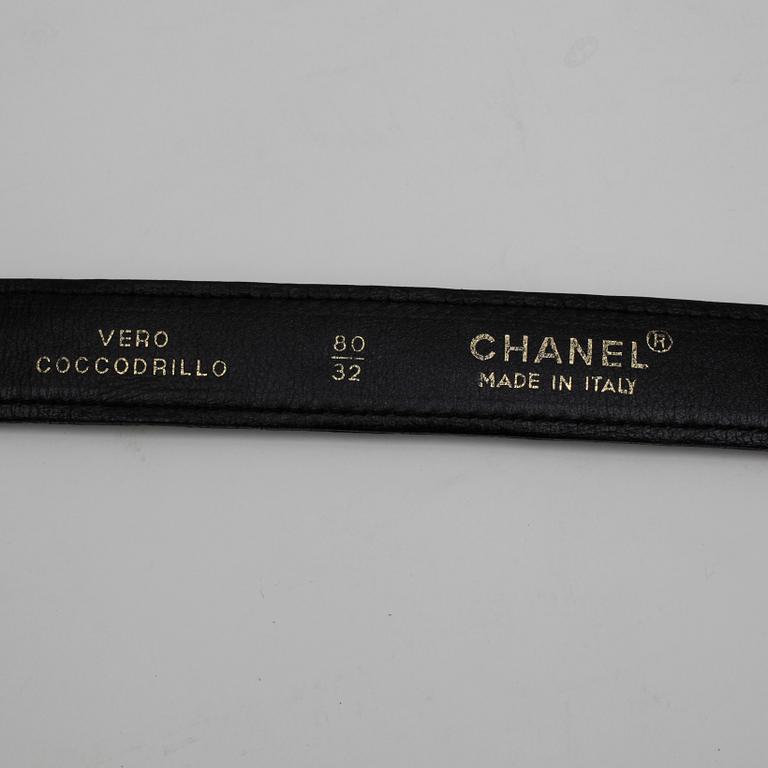 VERO
COCCODRILLO
80
32
CHANEL®
MADE IN ITALY